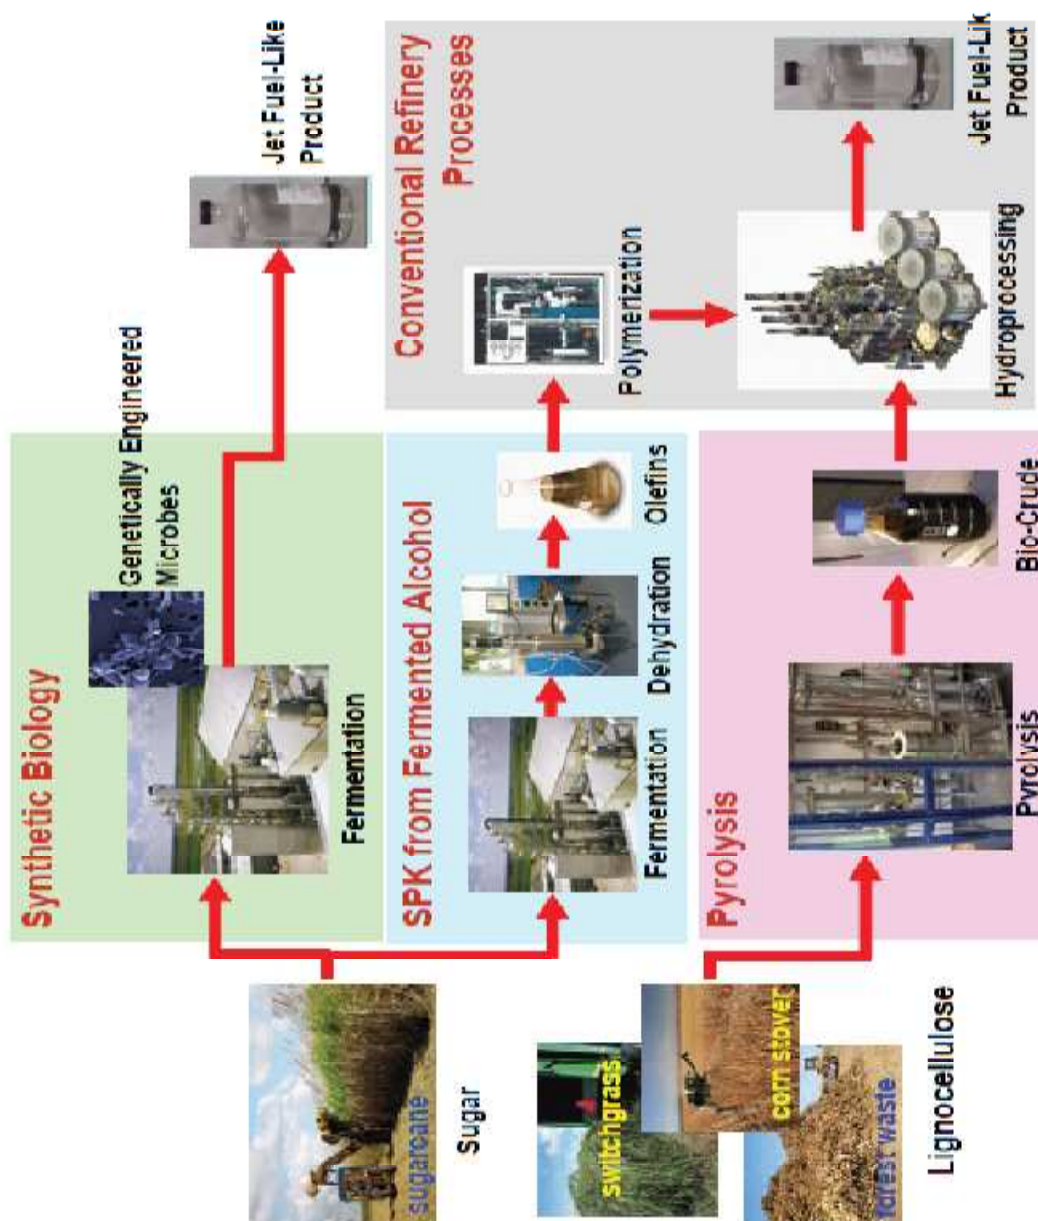 Synthetic Biology
Genetically Engineered
Microbes
Fermentation
Jet Fuel-Like
Product
sugarcane
Sugar
SPK from Fermented Alcohol
Fermentation
Dehydration
Olefins
Conventional Refinery
Processes
Polymerization
Hydroprocessing
Jet Fuel-Lik
Product
switchgrass
corn stover
forest waste
Lignocellulose
Pyrolysis
Pyrolysis
Bio-Crude